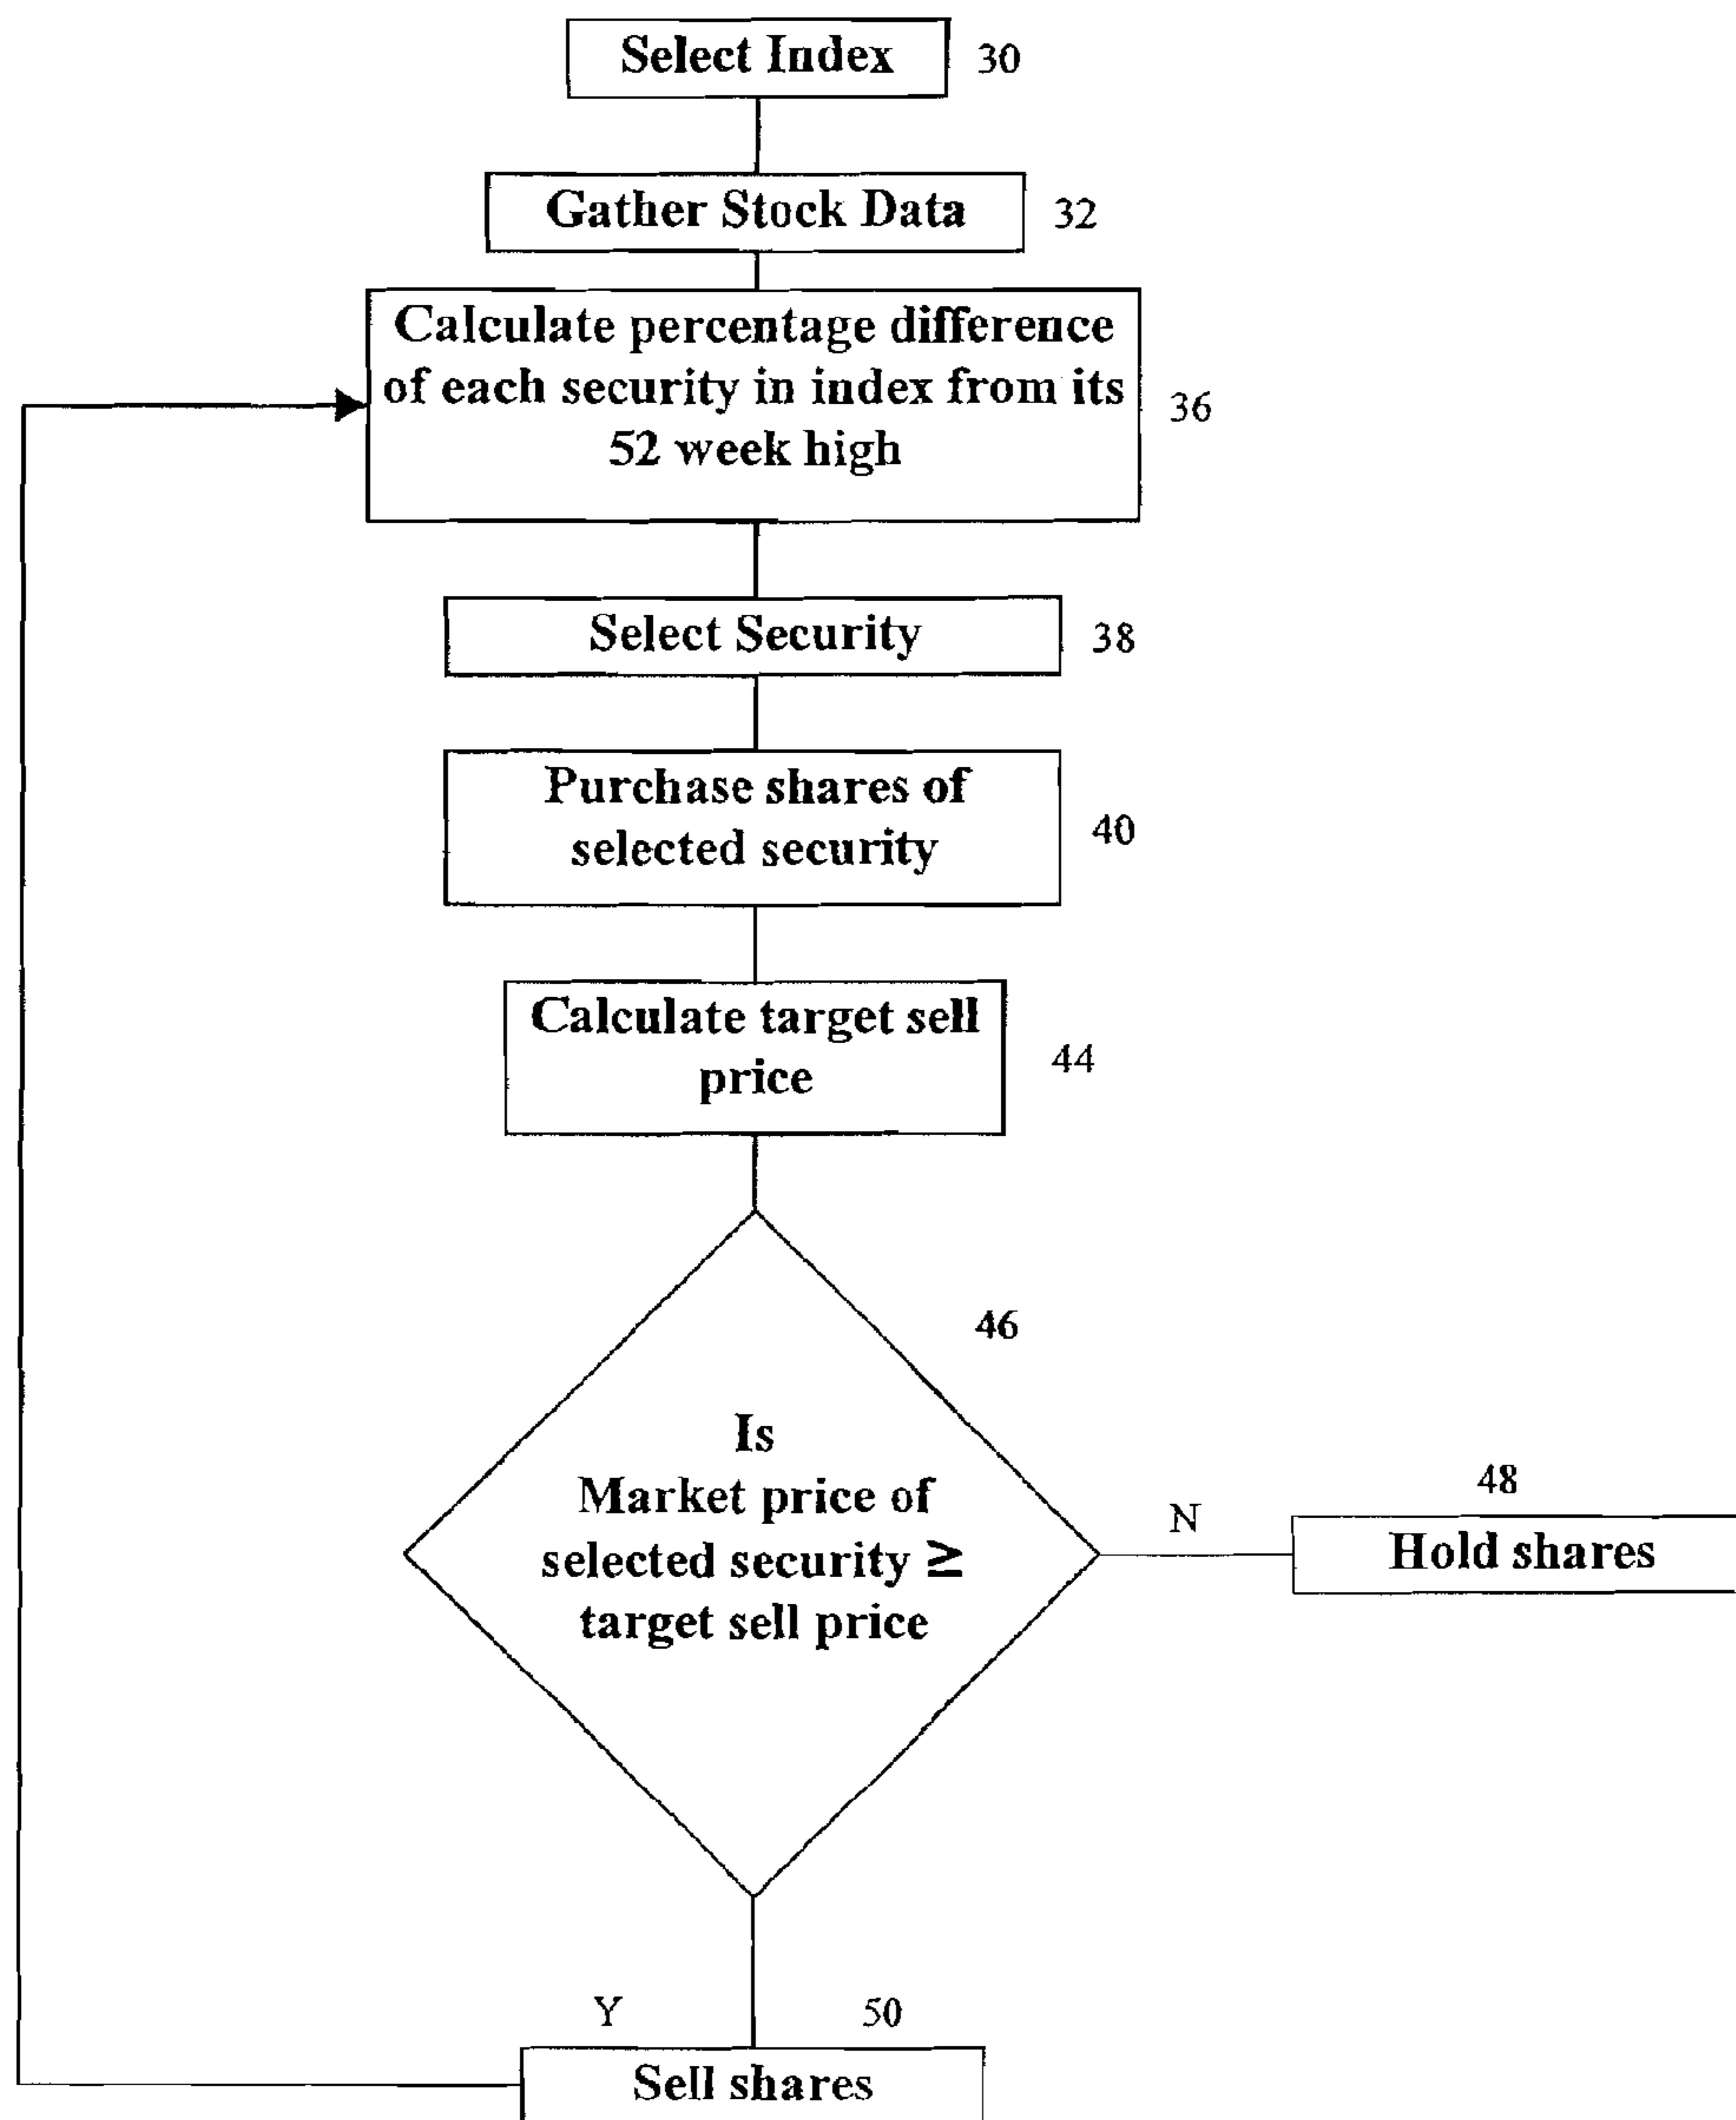 Select Index 30
Gather Stock Data 32
Calculate percentage difference
of each security in index from its
36
52 week high
Select Security 38
Purchase shares of
selected security
40
Calculate target sell
price
44
46
Is
Market price of
selected security ≥
target sell price
N
48
Hold shares
Y 50
Sell shares